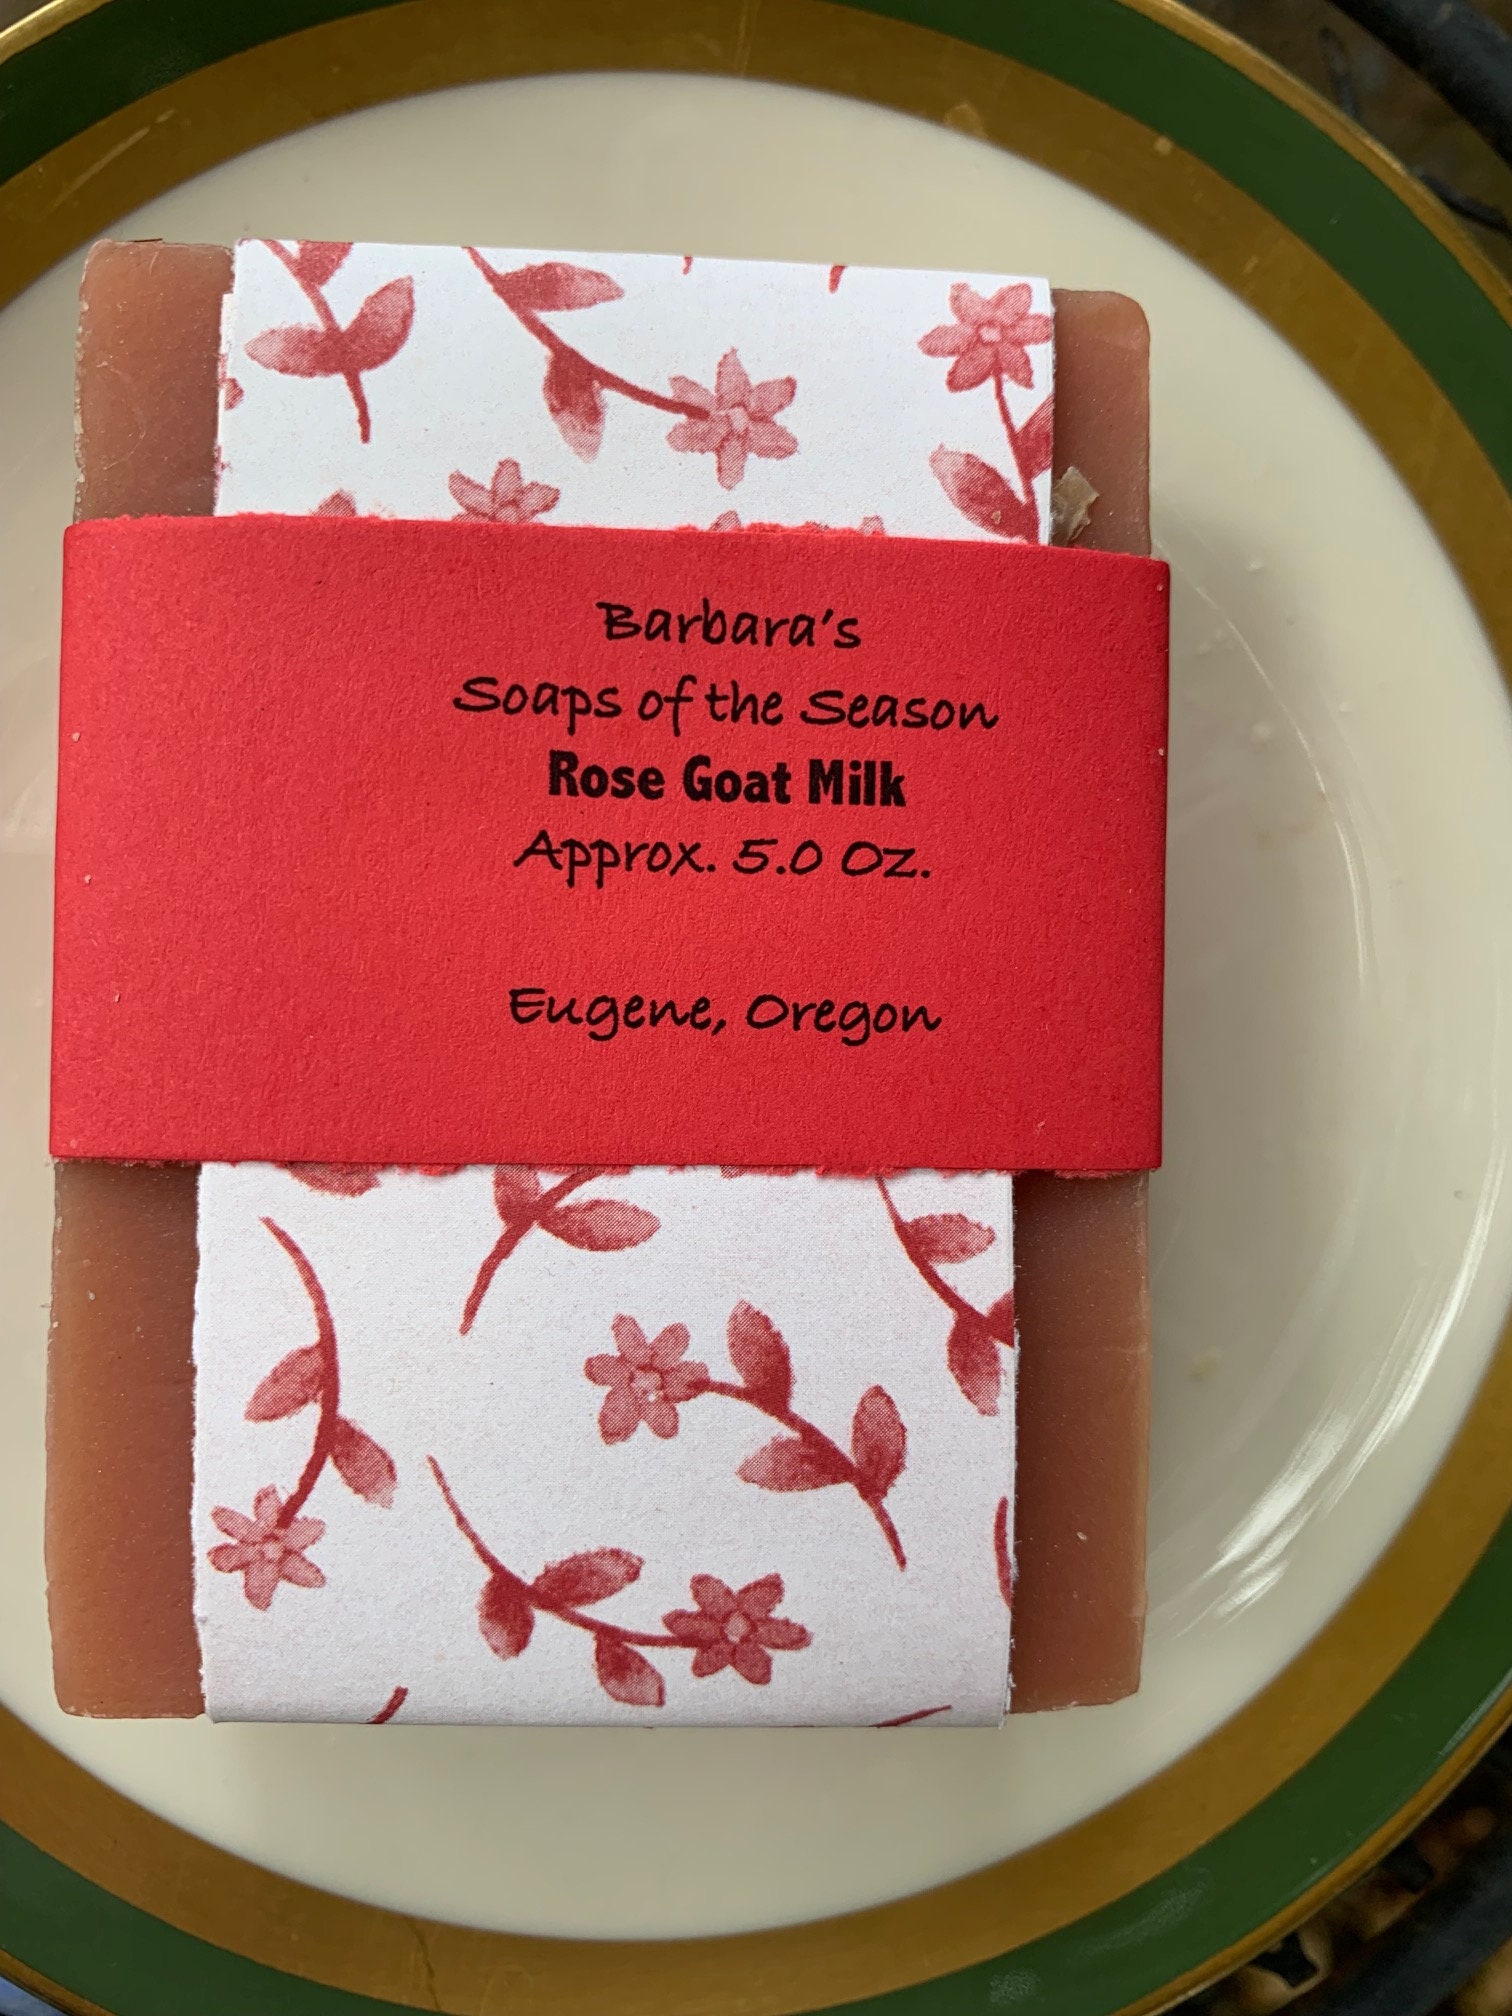 Barbara's
Soaps of the Season
Rose Goat Milk
Approx. 5.0 Oz.
Eugene, Oregon